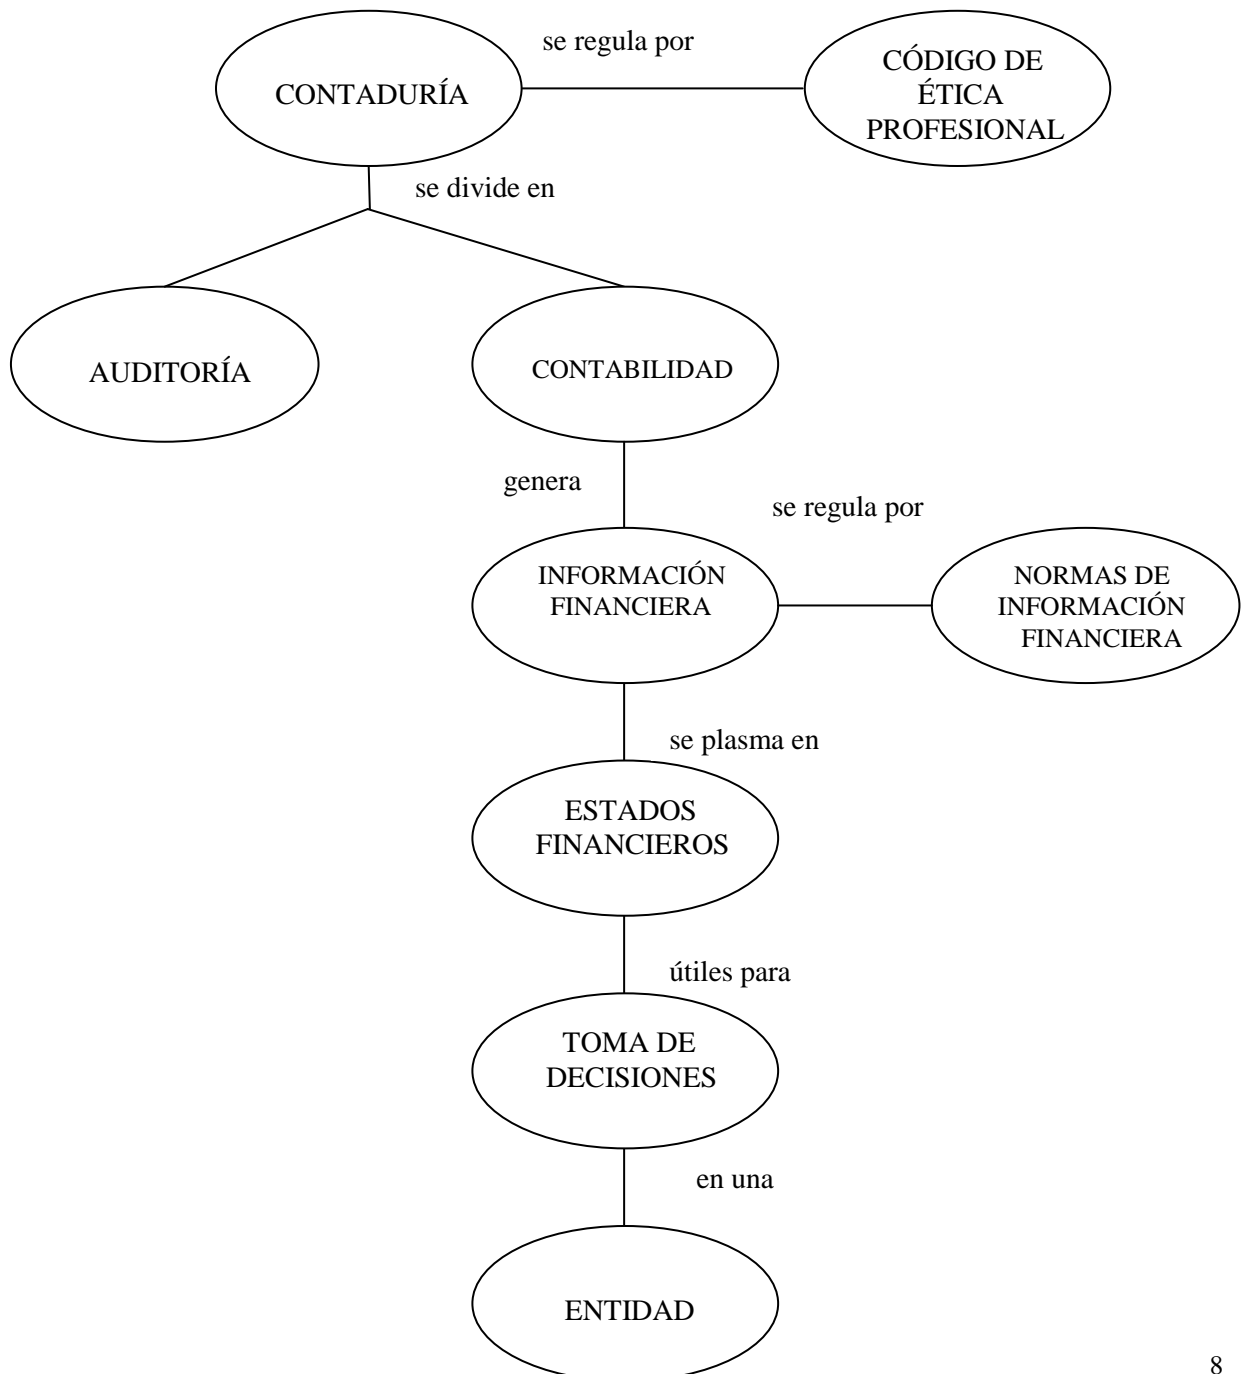 se regula por
CONTADURÍA
CÓDIGO DE
ÉTICA
PROFESIONAL
se divide en
AUDITORÍA
CONTABILIDAD
genera
se regula por
INFORMACIÓN
FINANCIERA
NORMAS DE
INFORMACIÓN
FINANCIERA
se plasma en
ESTADOS
FINANCIEROS
útiles para
TOMA DE
DECISIONES
en una
ENTIDAD
8